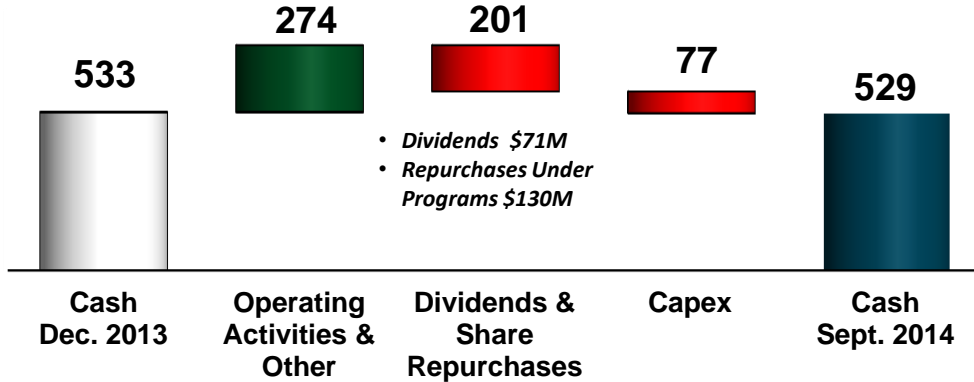 533
274
201
77
529
• Dividends $71M
• Repurchases Under
Programs $130M
Cash
Dec. 2013
Operating
Activities &
Other
Dividends &
Share
Repurchases
Capex
Cash
Sept. 2014